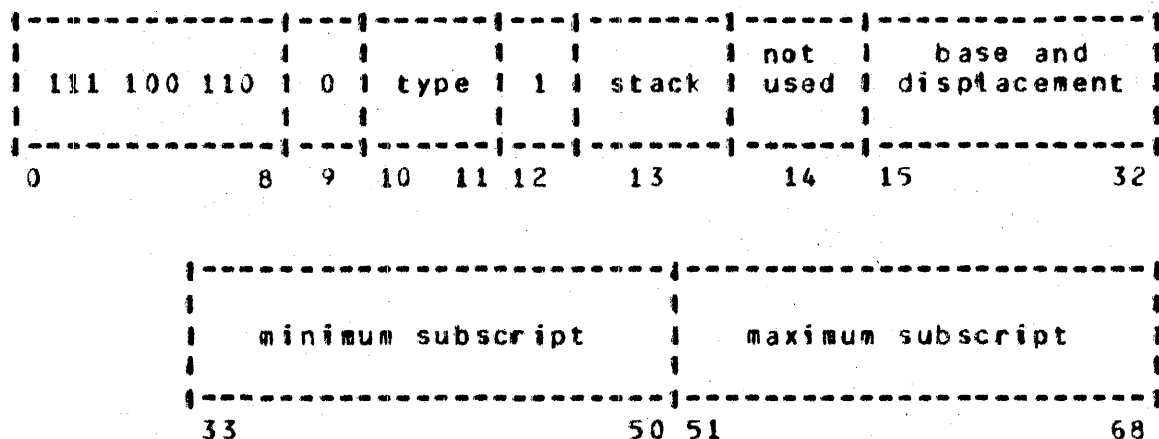 not base and
111 100 110 0 type 1 stack used displacement
0 8 9 10 11 12 13 14 15 32
minimum subscript maximum subscript
33 50 51 68